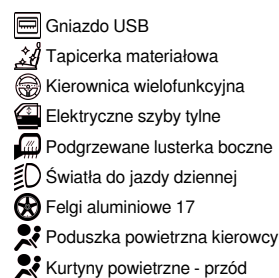 Gniazdo USB
Tapicerka materiałowa
Kierownica wielofunkcyjna
Elektryczne szyby tylne
Podgrzewane lusterka boczne
Światła do jazdy dziennej
Felgi aluminiowe 17
Poduszka powietrzna kierowcy
Kurtyny powietrzne - przód